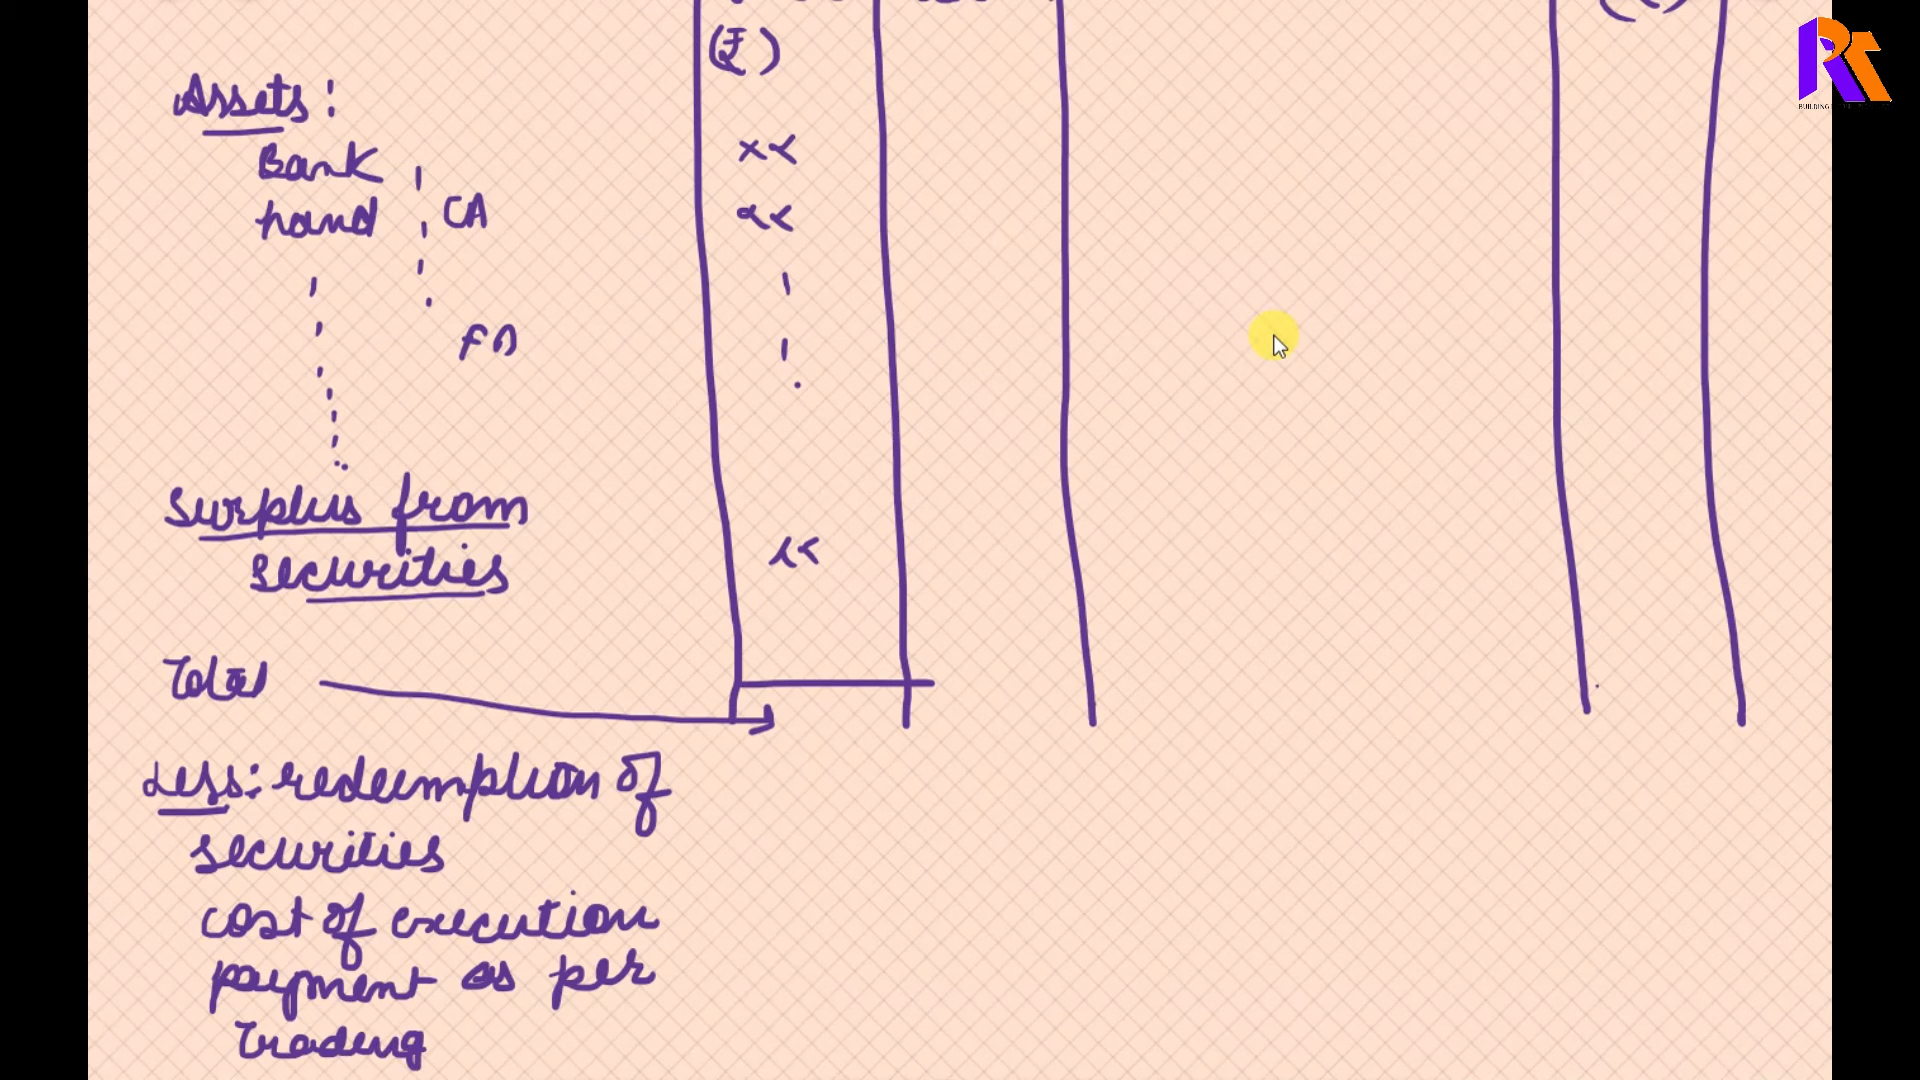 (₹)
Assets :
Bank
hand
CA
FA
xx
xx
Surplus from
Securities
xx
Total
Less: redeemption of
securities
cost of execution
payment as per
Trading